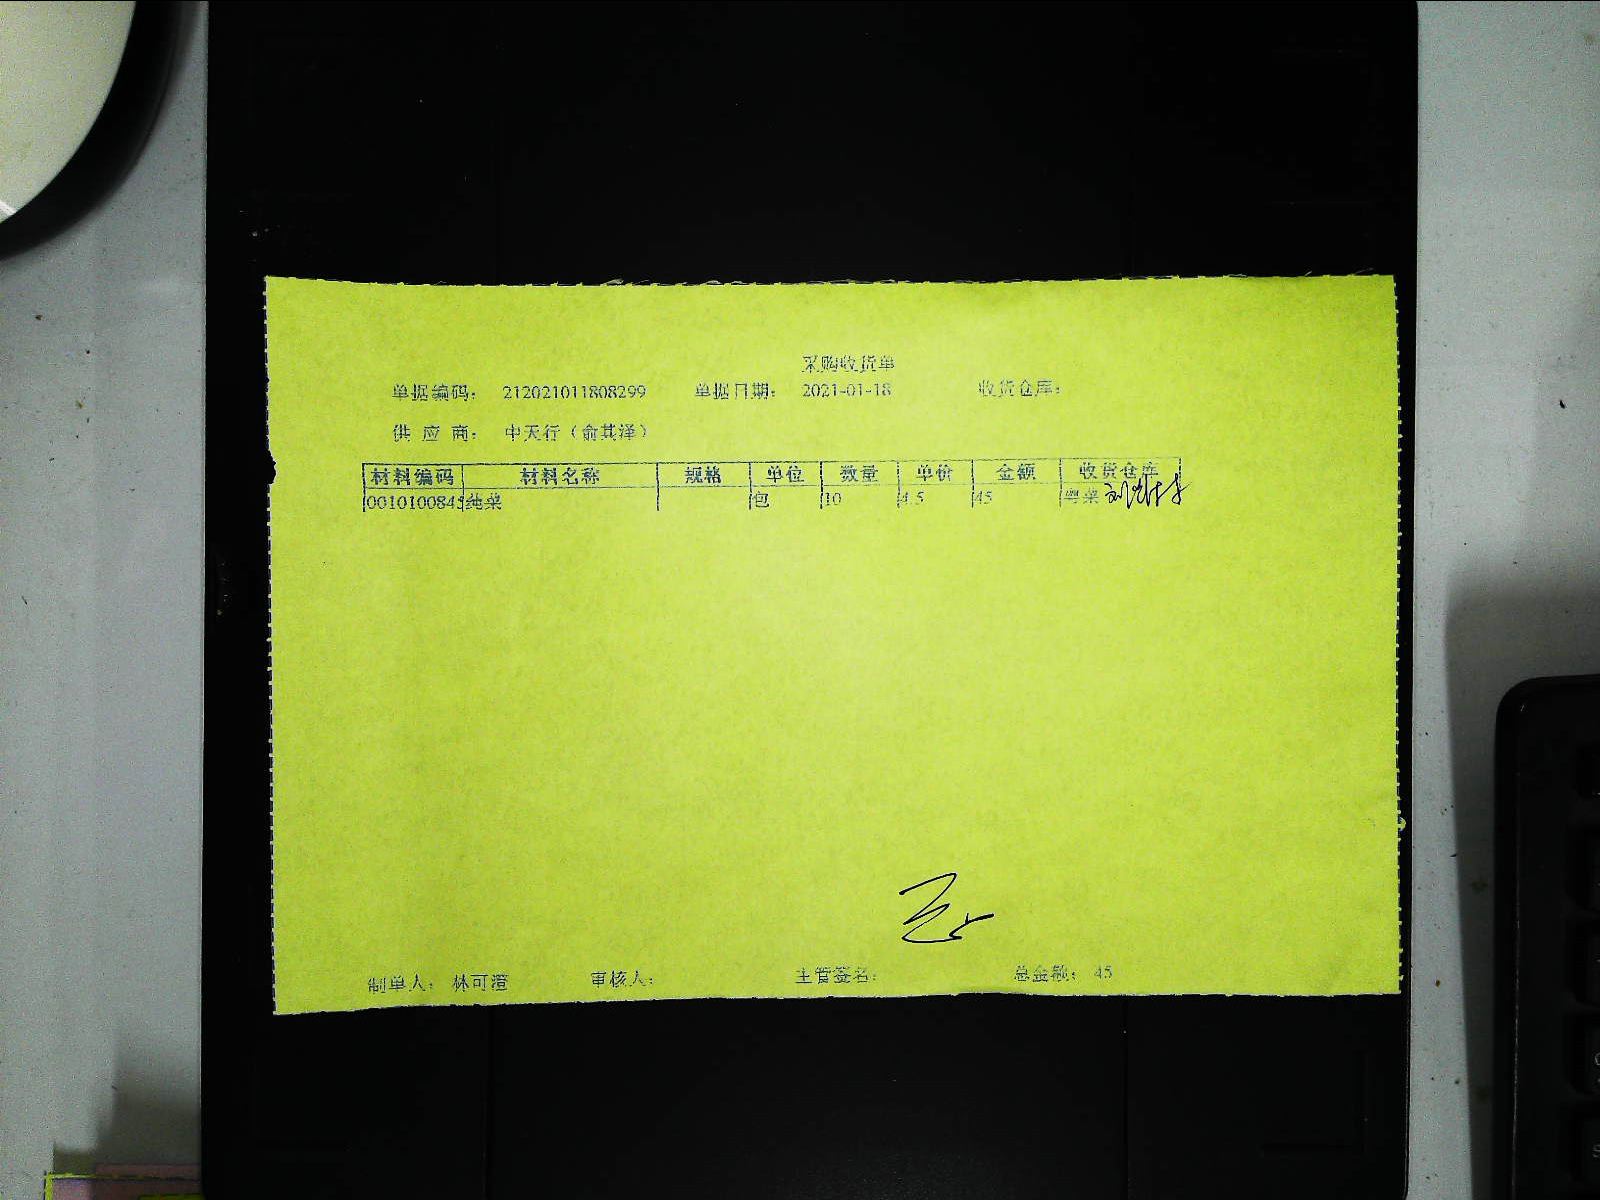 采购收货单
单据编码： 212021011808299 单据日期： 2021-01-18 收货仓库：
供 应 商： 中天行（俞其泽）
材料编码 材料名称 规格 单位 数量 单价 金额 收货仓库
0010100845 纯菜 包 10 4.5 45 粤菜
制单人： 林可渲 审核人： 主管签名： 总金额： 45